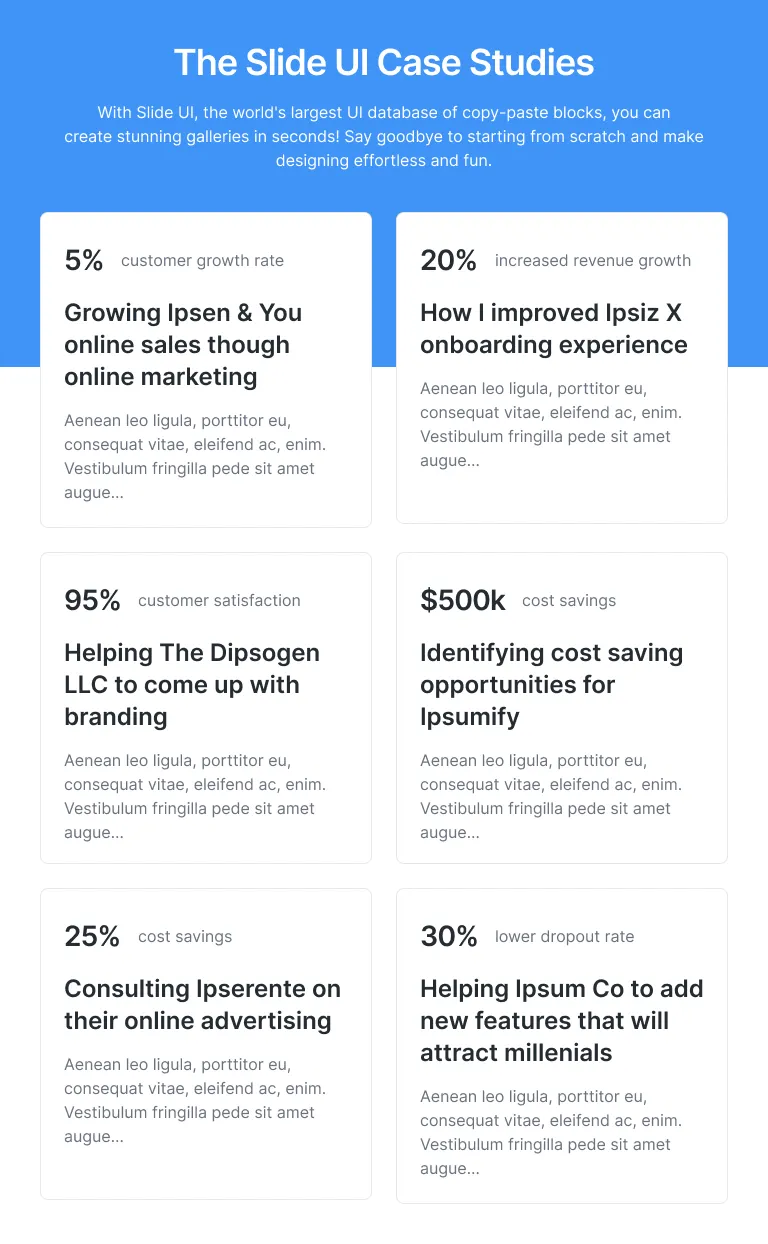 The Slide UI Case Studies
With Slide UI, the world's largest UI database of copy-paste blocks, you can
create stunning galleries in seconds! Say goodbye to starting from scratch and make
designing effortless and fun.
5% customer growth rate
Growing Ipsen & You
online sales though
online marketing
Aenean leo ligula, porttitor eu,
consequat vitae, eleifend ac, enim.
Vestibulum fringilla pede sit amet
augue...
20% increased revenue growth
How I improved Ipsiz X
onboarding experience
Aenean leo ligula, porttitor eu,
consequat vitae, eleifend ac, enim.
Vestibulum fringilla pede sit amet
augue...
95% customer satisfaction
Helping The Dipsogen
LLC to come up with
branding
Aenean leo ligula, porttitor eu,
consequat vitae, eleifend ac, enim.
Vestibulum fringilla pede sit amet
augue...
$500k cost savings
Identifying cost saving
opportunities for
Ipsumify
Aenean leo ligula, porttitor eu,
consequat vitae, eleifend ac, enim.
Vestibulum fringilla pede sit amet
augue...
25% cost savings
Consulting Ipserente on
their online advertising
Aenean leo ligula, porttitor eu,
consequat vitae, eleifend ac, enim.
Vestibulum fringilla pede sit amet
augue...
30% lower dropout rate
Helping Ipsum Co to add
new features that will
attract millenials
Aenean leo ligula, porttitor eu,
consequat vitae, eleifend ac, enim.
Vestibulum fringilla pede sit amet
augue...